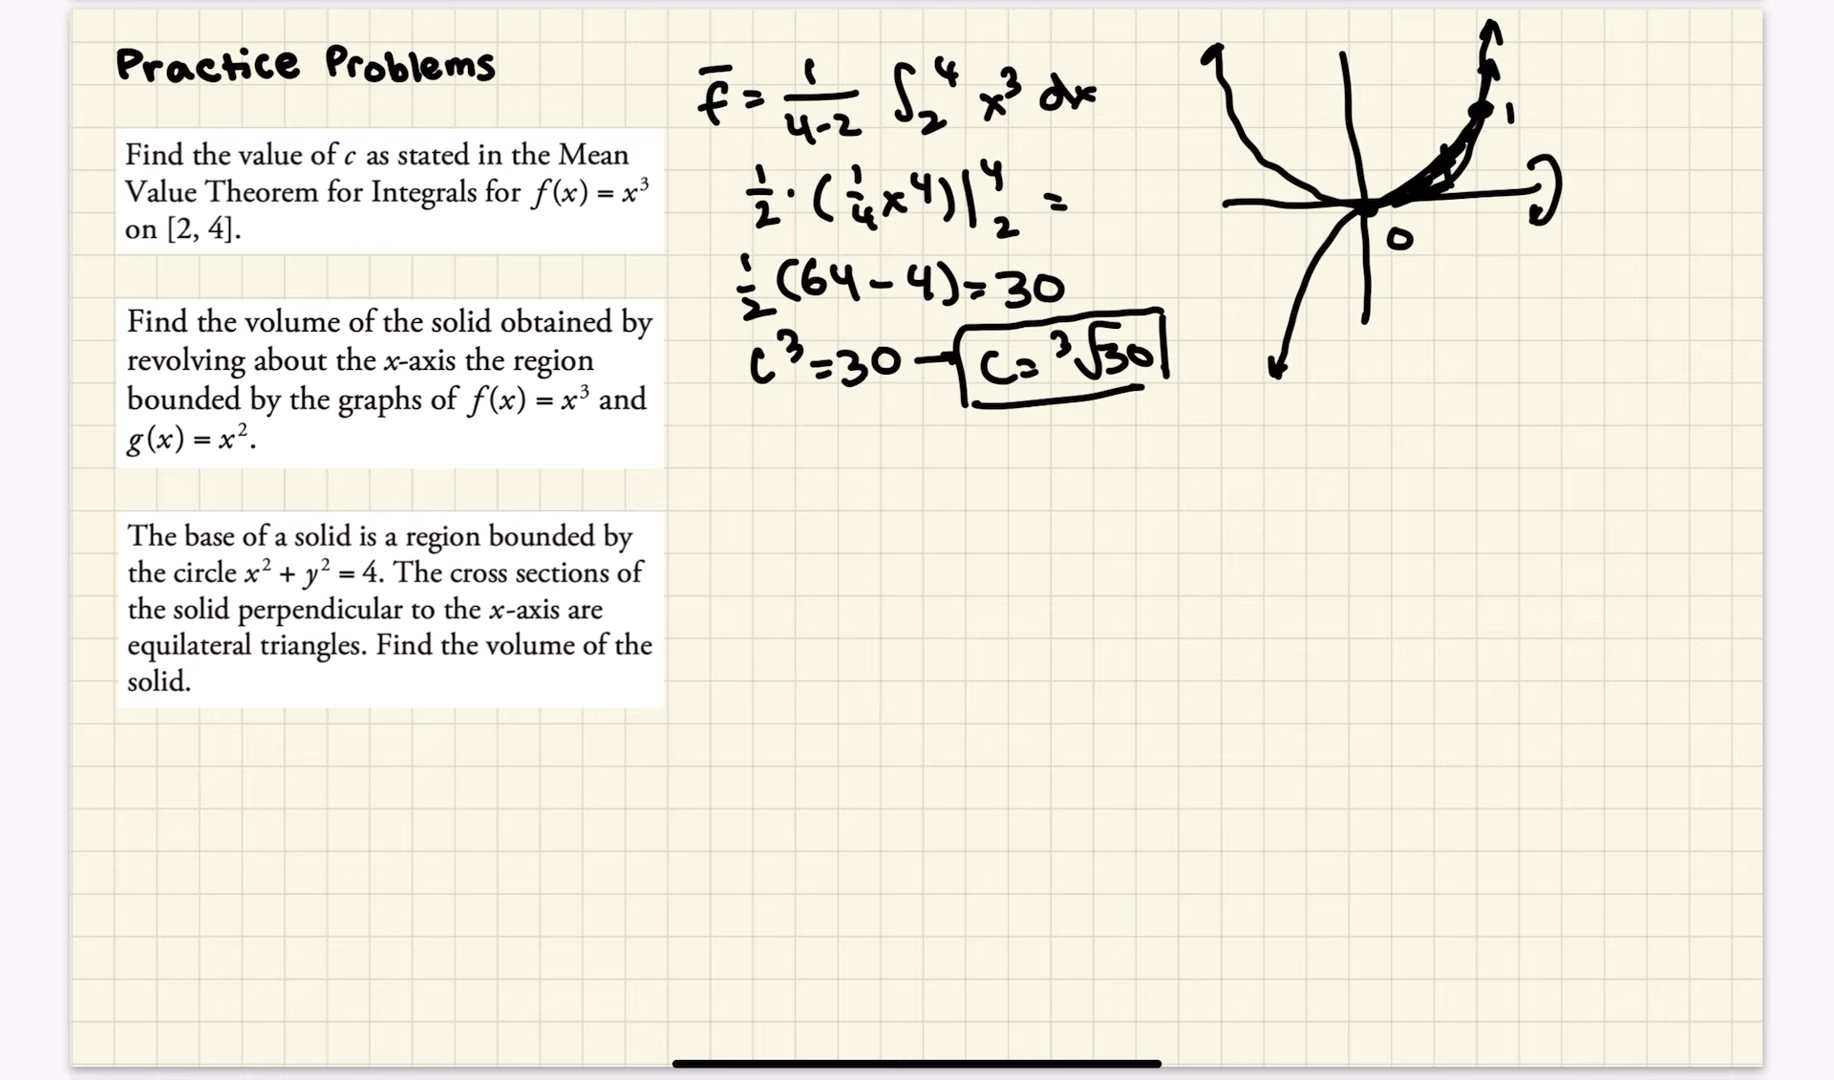 Practice Problems
Find the value of c as stated in the Mean
Value Theorem for Integrals for f(x) = x³
on [2, 4].
Find the volume of the solid obtained by
revolving about the x-axis the region
bounded by the graphs of f(x) = x³ and
g(x) = x².
The base of a solid is a region bounded by
the circle x² + y² = 4. The cross sections of
the solid perpendicular to the x-axis are
equilateral triangles. Find the volume of the
solid.
f̄ = 1/(4-2) ∫₂⁴ x³ dx
1/2 · (1/4 x⁴)|₂⁴ =
1/2 (64 - 4) = 30
c³ = 30 → c = ³√30
1
0